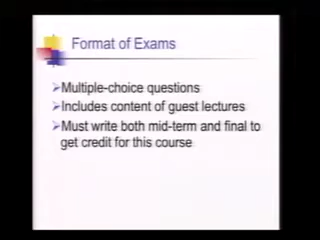 Format of Exams
➢Multiple-choice questions
➢Includes content of guest lectures
➢Must write both mid-term and final to
get credit for this course